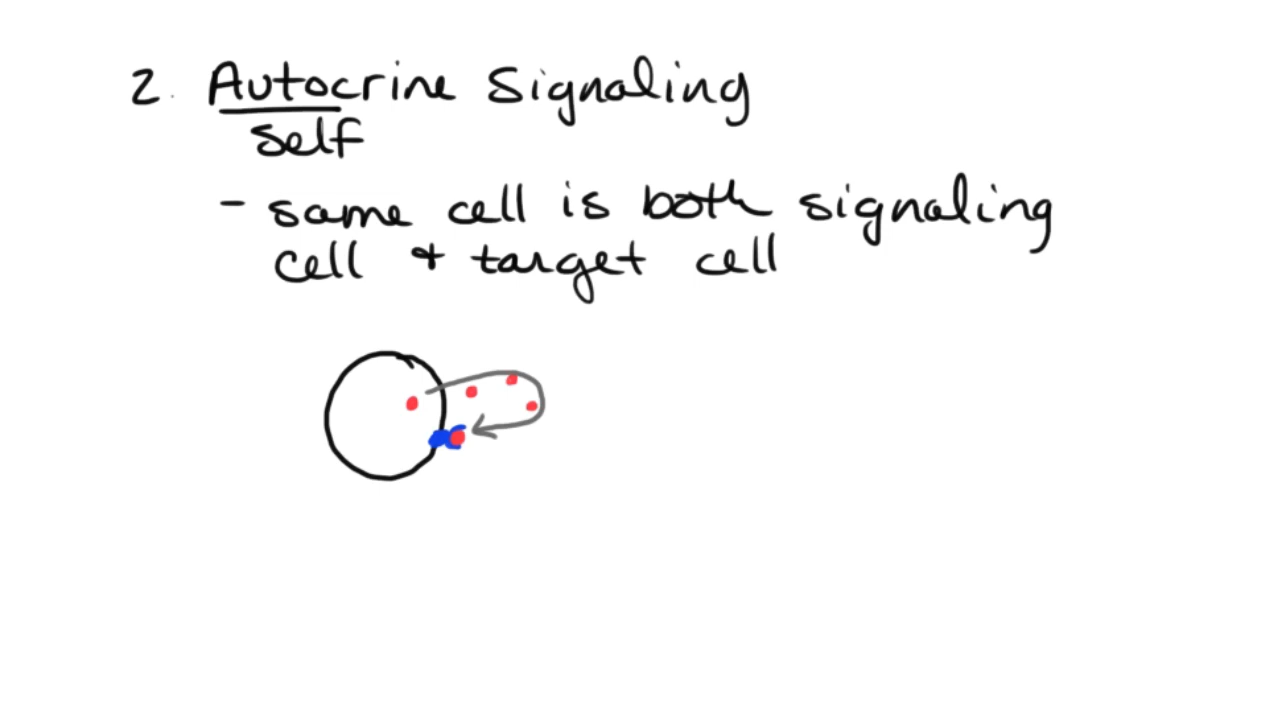 2. Autocrine Signaling
self
- same cell is both signaling
cell + target cell